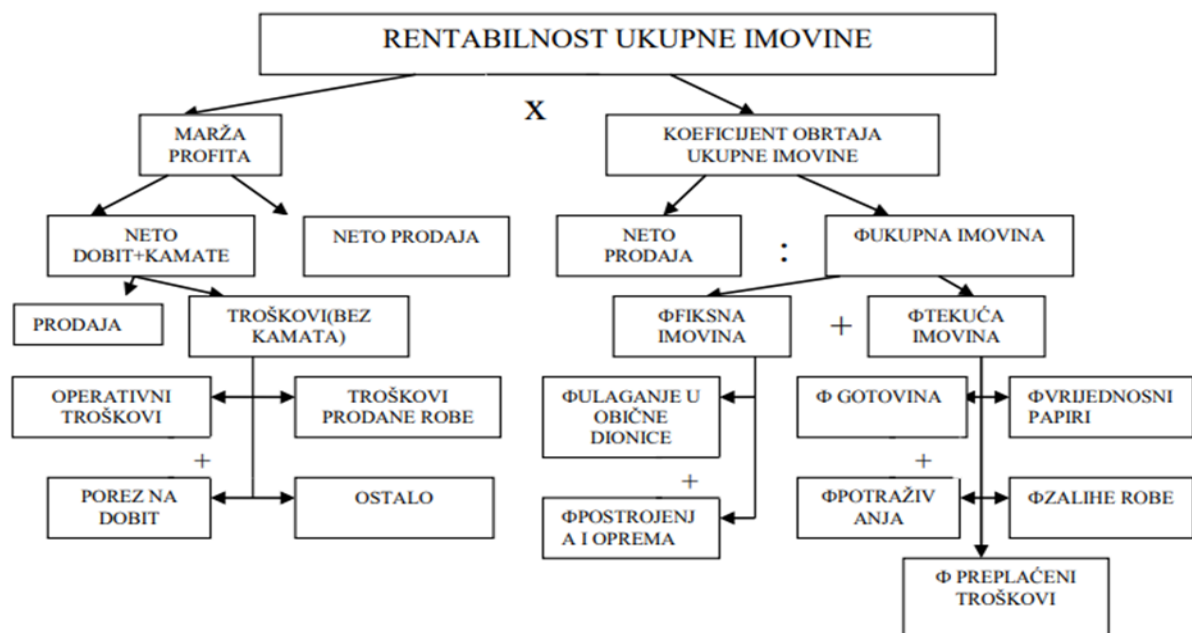 RENTABILNOST UKUPNE IMOVINE
X
MARŽA
PROFITA
KOEFICIJENT OBRTAJA
UKUPNE IMOVINE
NETO
DOBIT+KAMATE
NETO PRODAJA
NETO
PRODAJA
:
ΦUKUPNA IMOVINA
PRODAJA
TROŠKOVI(BEZ
KAMATA)
ΦFIKSNA
IMOVINA
+
ΦTEKUĆA
IMOVINA
OPERATIVNI
TROŠKOVI
TROŠKOVI
PRODANE ROBE
ΦULAGANJE U
OBIČNE
DIONICE
Φ GOTOVINA
ΦVRIJEDNOSNI
PAPIRI
+
+
+
POREZ NA
DOBIT
OSTALO
ΦPOSTROJENJ
A I OPREMA
ΦPOTRAŽIV
ANJA
ΦZALIHE ROBE
Φ PREPLAĆENI
TROŠKOVI